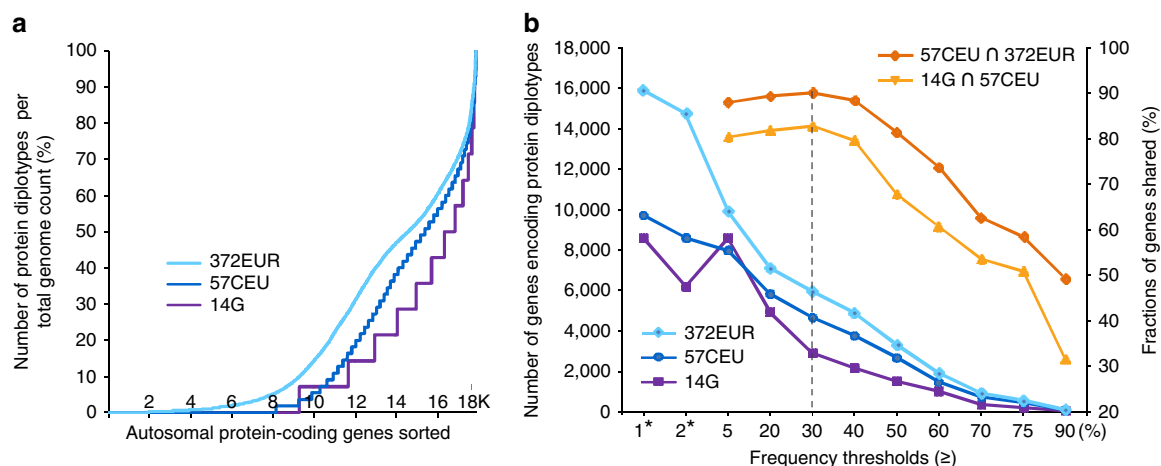 a
Number of protein diplotypes per
total genome count (%)
100
90
80
70
60
50
40
30
20
10
0
372EUR
57CEU
14G
2 4 6 8 10 12 14 16 18K
Autosomal protein-coding genes sorted
b
Number of genes encoding protein diplotypes
18,000
16,000
14,000
12,000
10,000
8,000
6,000
4,000
2,000
0
57CEU ∩ 372EUR
14G ∩ 57CEU
372EUR
57CEU
14G
100
90
80
70
60
50
40
30
20
Fractions of genes shared (%)
1* 2* 5 20 30 40 50 60 70 75 90 (%)
Frequency thresholds (≥)